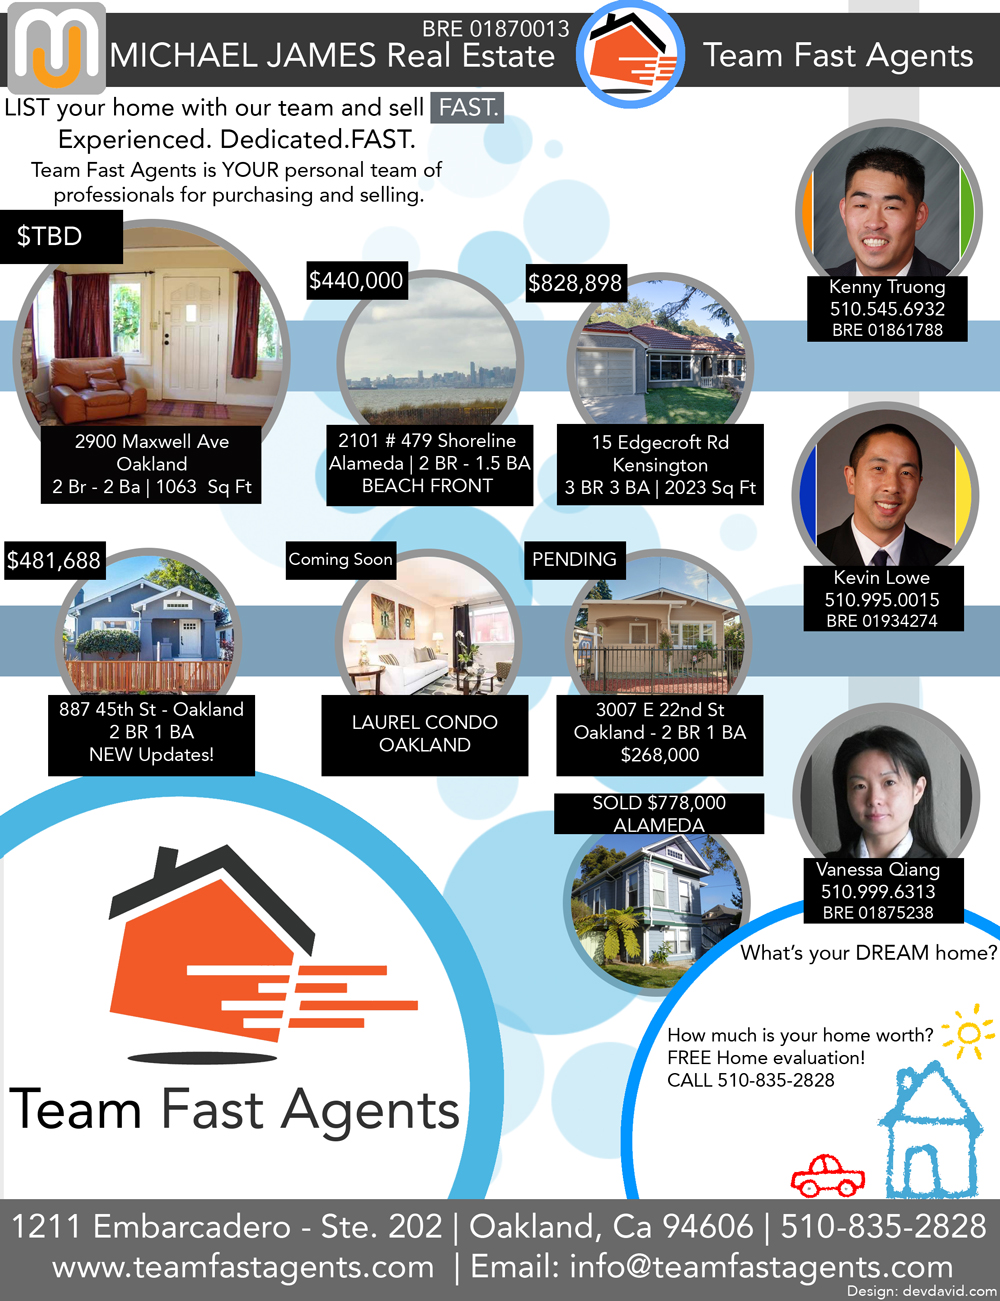 BRE 01870013
MICHAEL JAMES Real Estate
Team Fast Agents
LIST your home with our team and sell FAST.
Experienced. Dedicated.FAST.
Team Fast Agents is YOUR personal team of
professionals for purchasing and selling.
$TBD
2900 Maxwell Ave
Oakland
2 Br - 2 Ba | 1063 Sq Ft
$440,000
2101 # 479 Shoreline
Alameda | 2 BR - 1.5 BA
BEACH FRONT
$828,898
15 Edgecroft Rd
Kensington
3 BR 3 BA | 2023 Sq Ft
Kenny Truong
510.545.6932
BRE 01861788
$481,688
887 45th St - Oakland
2 BR 1 BA
NEW Updates!
Coming Soon
LAUREL CONDO
OAKLAND
PENDING
3007 E 22nd St
Oakland - 2 BR 1 BA
$268,000
Kevin Lowe
510.995.0015
BRE 01934274
SOLD $778,000
ALAMEDA
Vanessa Qiang
510.999.6313
BRE 01875238
Team Fast Agents
What's your DREAM home?
How much is your home worth?
FREE Home evaluation!
CALL 510-835-2828
1211 Embarcadero - Ste. 202 | Oakland, Ca 94606 | 510-835-2828
www.teamfastagents.com | Email: info@teamfastagents.com
Design: devdavid.com